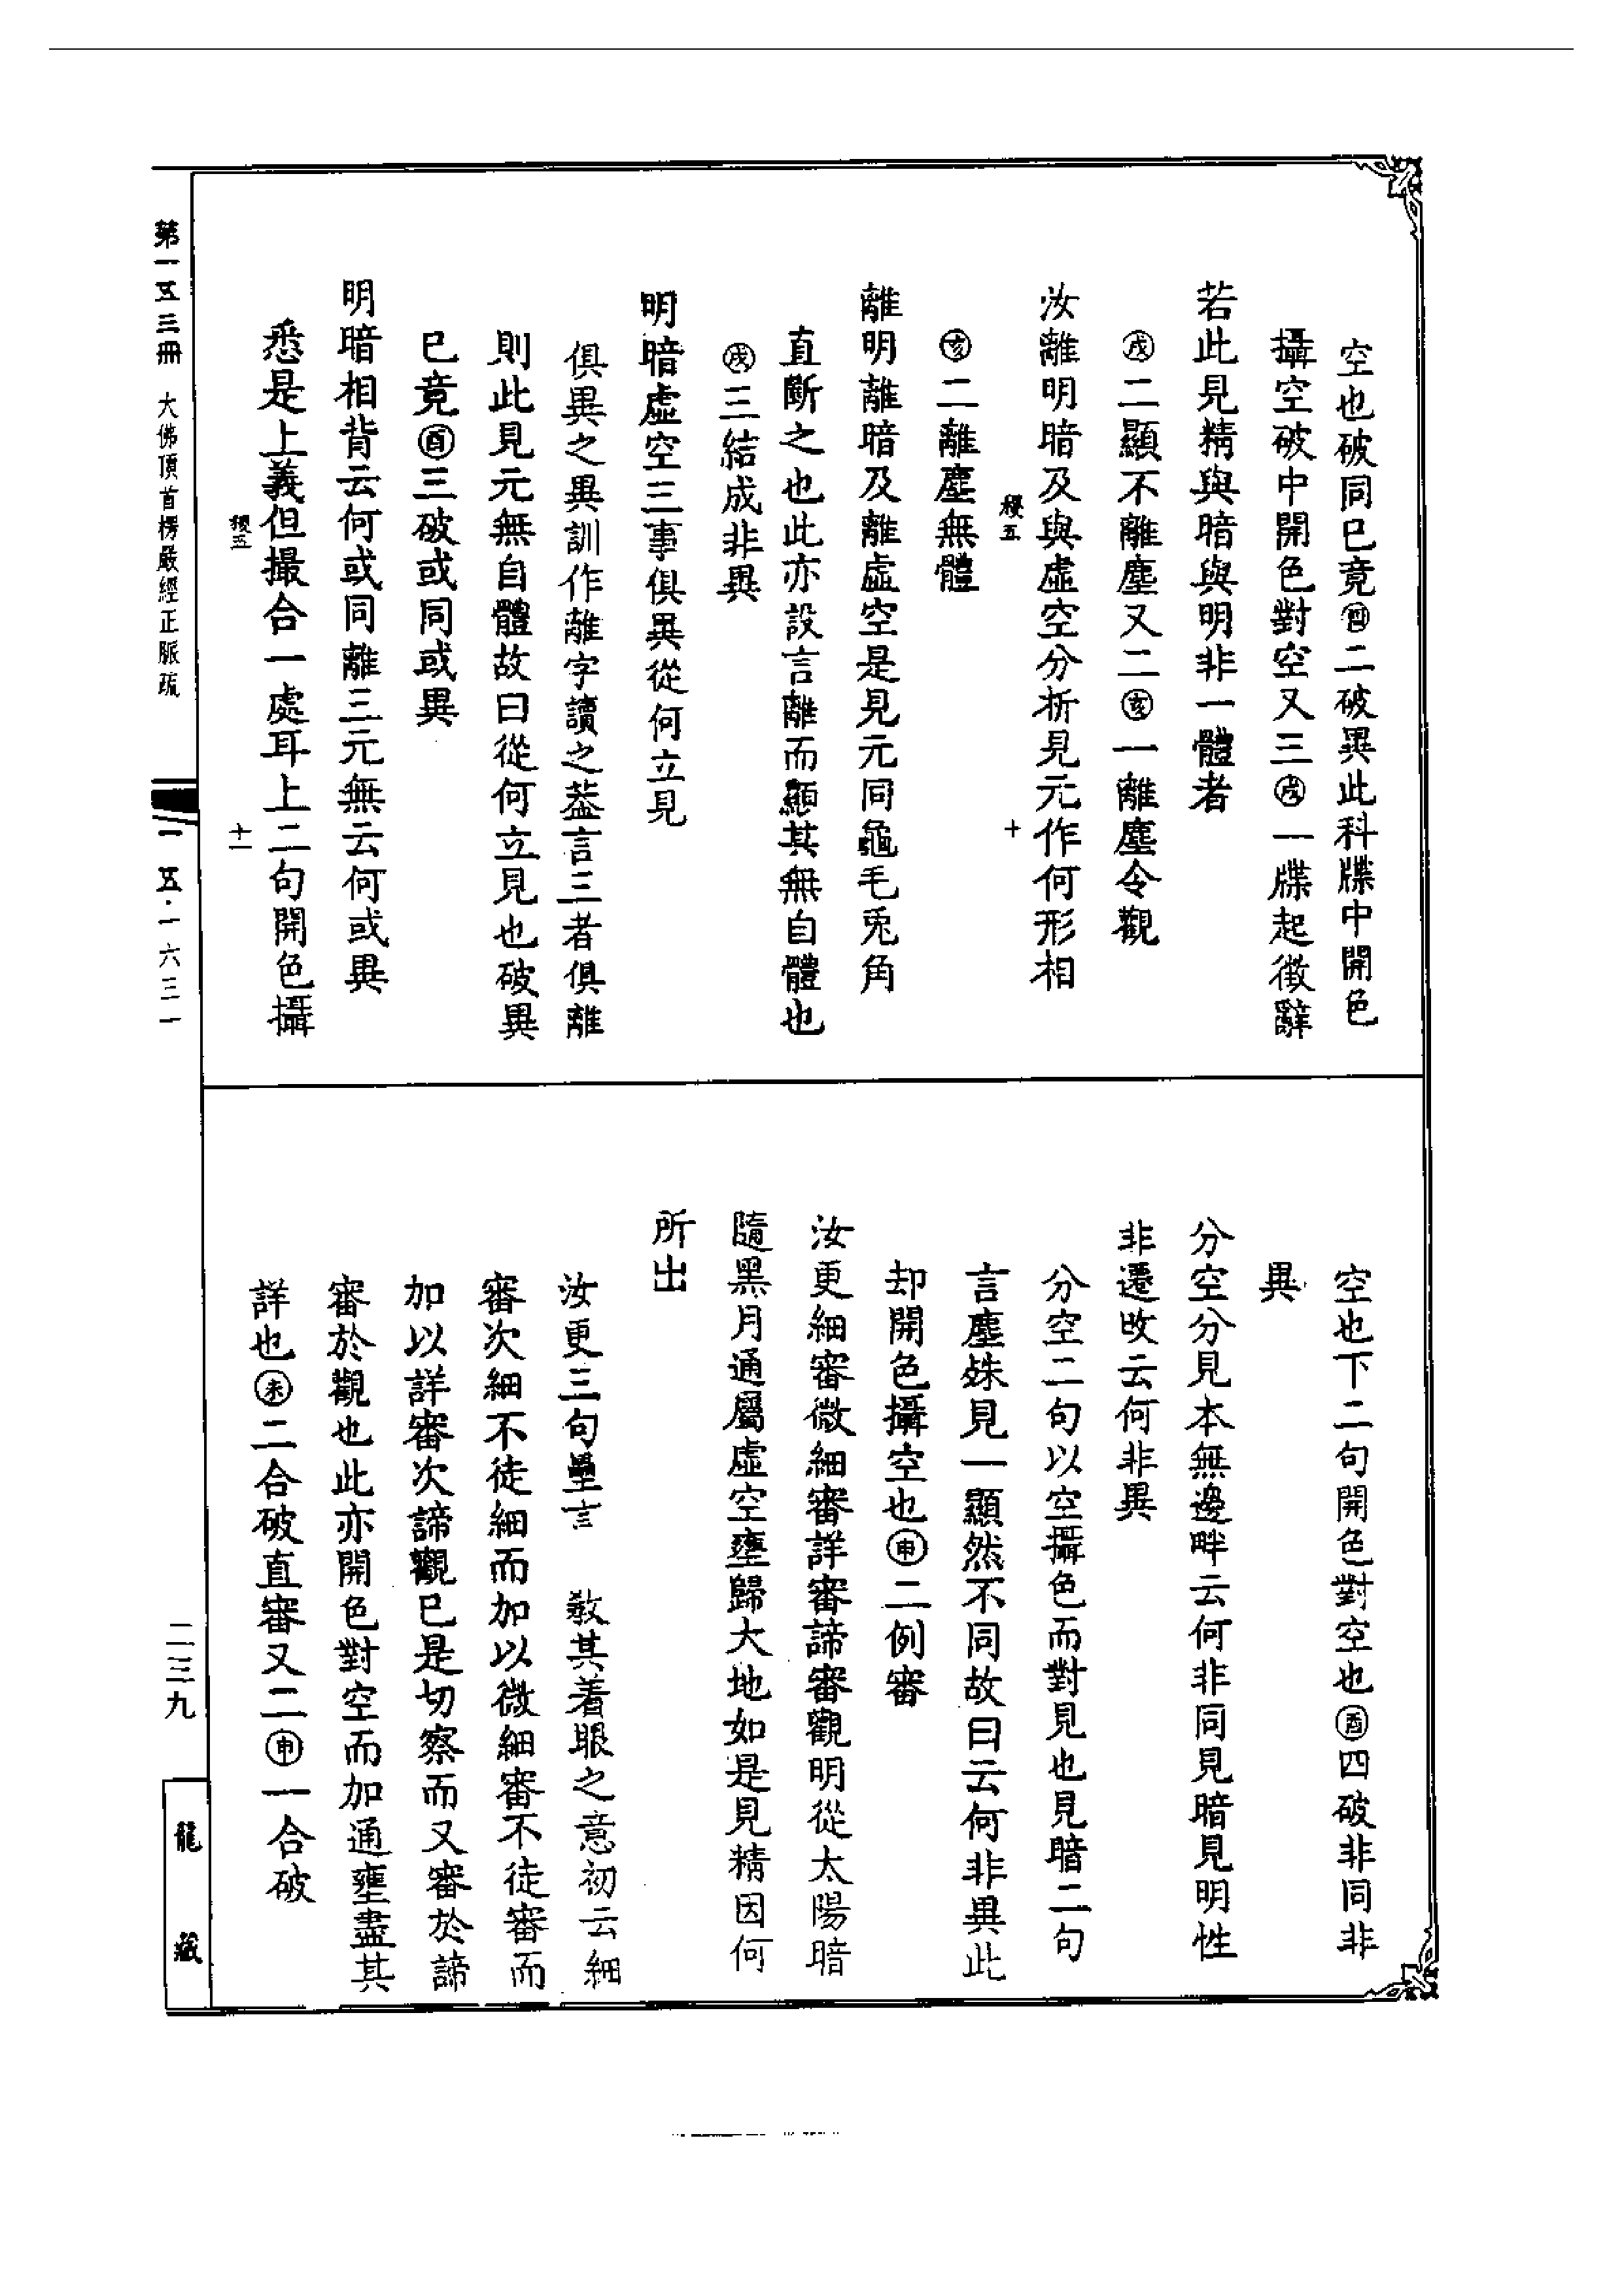 空也破同已竟㊣二破異此科牒中開色
攝空破中開色對空又三㊣一牒起徵辭
若此見精與暗與明非一體者
㊣二顯不離塵又二㊣一離塵令觀
汝離明暗及與虛空分析見元作何形相
稷五
十
㊣二離塵無體
離明離暗及離虛空是見元同龜毛兎角
直斷之也此亦設言離而顯其無自體也
㊣三結成非異
明暗虛空三事俱異從何立見
俱異之異訓作離字讀之葢言三者俱離
則此見元無自體故曰從何立見也破異
已竟㊣三破或同或異
明暗相背云何或同離三元無云何或異
悉是上義但撮合一處耳上二句開色攝
稷五
十一
空也下二句開色對空也㊣四破非同非
異
分空分見本無邊畔云何非同見暗見明性
非遷改云何非異
分空二句以空攝色而對見也見暗二句
言塵殊見一顯然不同故曰云何非異此
却開色攝空也㊣二例審
汝更細審微細審詳審諦審觀明從太陽暗
隨黑月通屬虛空壅歸大地如是見精因何
所出
汝更三句疊言 敎其着眼之意初云細
審次細不徒細而加以微細審不徒審而
加以詳審次諦觀已是切察而又審於諦
審於觀也此亦開色對空而加通壅盡其
詳也㊣二合破直審又二㊣一合破
第一五三冊 大佛頂首楞嚴經正脈疏
一五·一六三一
二三九
龍藏